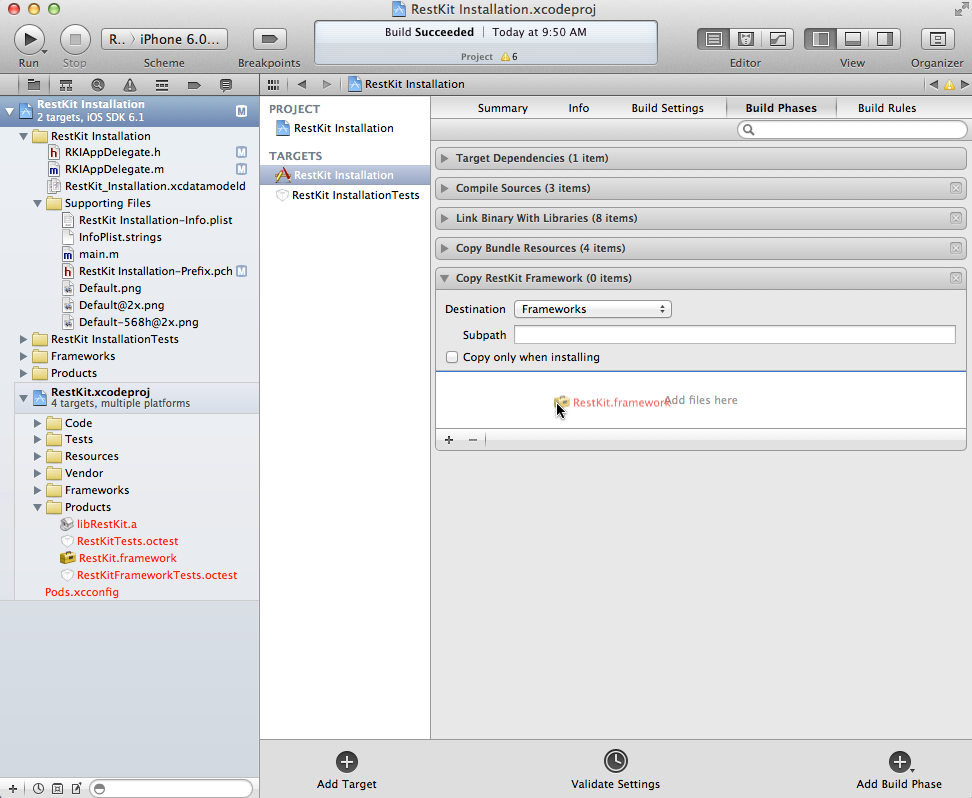 RestKit Installation.xcodeproj
Run
Stop
R.. 〉 iPhone 6.0...
Scheme
Breakpoints
Build Succeeded | Today at 9:50 AM
Project 6
Editor
View
Organizer
RestKit Installation
RestKit Installation
2 targets, iOS SDK 6.1
M
RestKit Installation
h RKIAppDelegate.h M
m RKIAppDelegate.m M
RestKit_Installation.xcdatamodeld
Supporting Files
RestKit Installation-Info.plist
InfoPlist.strings
m main.m
h RestKit Installation-Prefix.pch M
Default.png
Default@2x.png
Default-568h@2x.png
RestKit InstallationTests
Frameworks
Products
RestKit.xcodeproj
4 targets, multiple platforms
Code
Tests
Resources
Vendor
Frameworks
Products
libRestKit.a
RestKitTests.octest
RestKit.framework
RestKitFrameworkTests.octest
Pods.xcconfig
PROJECT
RestKit Installation
TARGETS
RestKit Installation
RestKit InstallationTests
Summary
Info
Build Settings
Build Phases
Build Rules
Target Dependencies (1 item)
Compile Sources (3 items)
Link Binary With Libraries (8 items)
Copy Bundle Resources (4 items)
Copy RestKit Framework (0 items)
Destination Frameworks
Subpath
Copy only when installing
RestKit.framework
Add files here
Add Target
Validate Settings
Add Build Phase